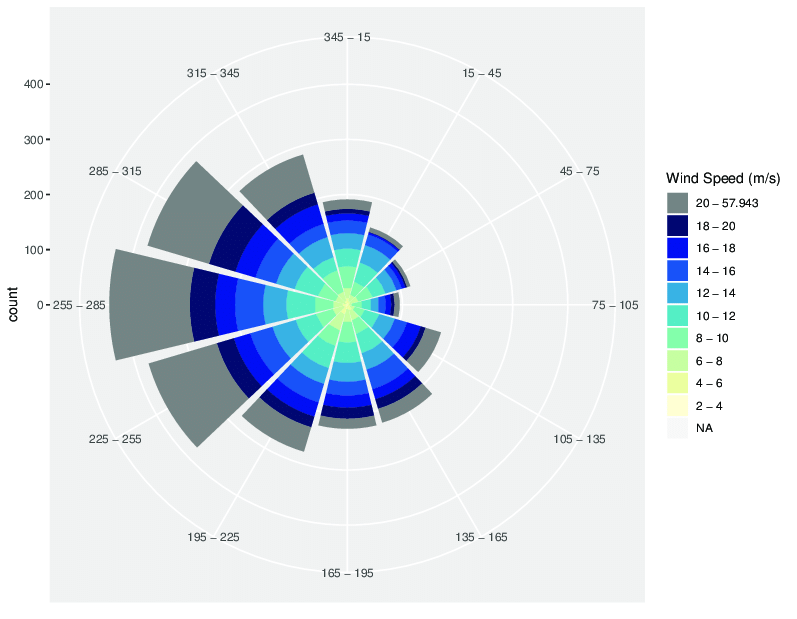 345 – 15
315 – 345
15 – 45
400
300
285 – 315
45 – 75
Wind Speed (m/s)
20 – 57.943
200
18 – 20
16 – 18
100
14 – 16
12 – 14
count
0
255 – 285
75 – 105
10 – 12
8 – 10
6 – 8
4 – 6
2 – 4
NA
225 – 255
105 – 135
195 – 225
135 – 165
165 – 195